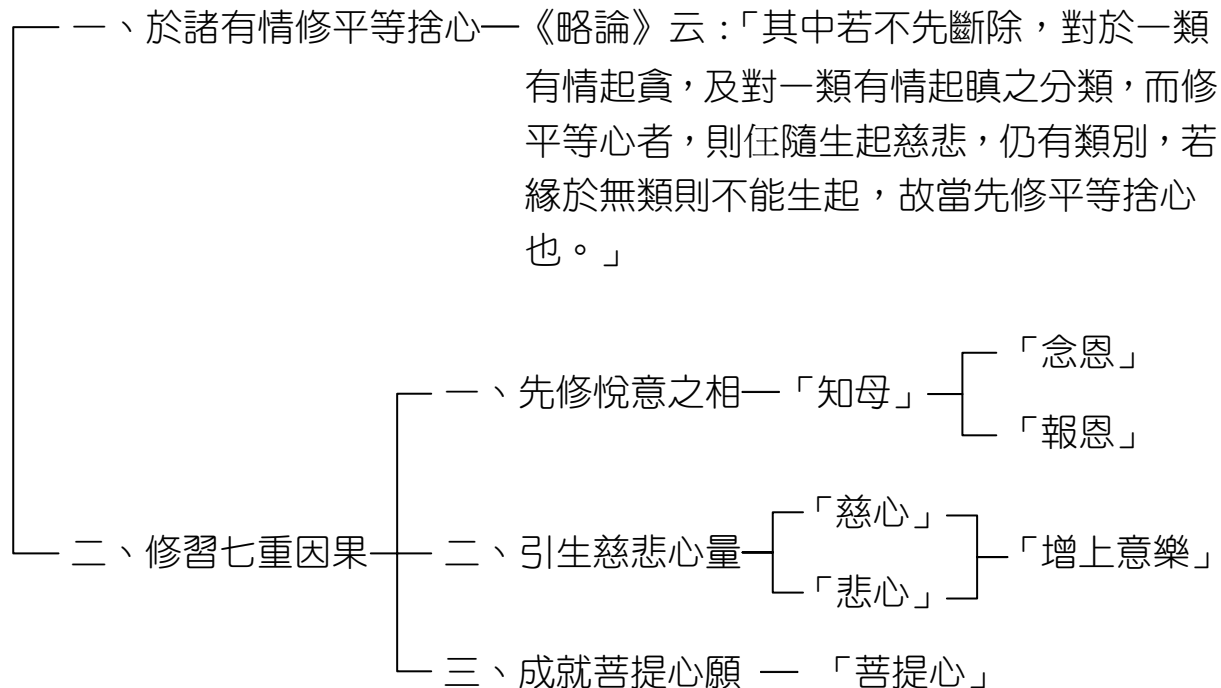 一、於諸有情修平等捨心—《略論》云：「其中若不先斷除，對於一類
有情起貪，及對一類有情起瞋之分類，而修
平等心者，則任隨生起慈悲，仍有類別，若
緣於無類則不能生起，故當先修平等捨心
也。」
「念恩」
一、先修悅意之相—「知母」
「報恩」
「慈心」
二、修習七重因果 二、引生慈悲心量 「增上意樂」
「悲心」
三、成就菩提心願 — 「菩提心」